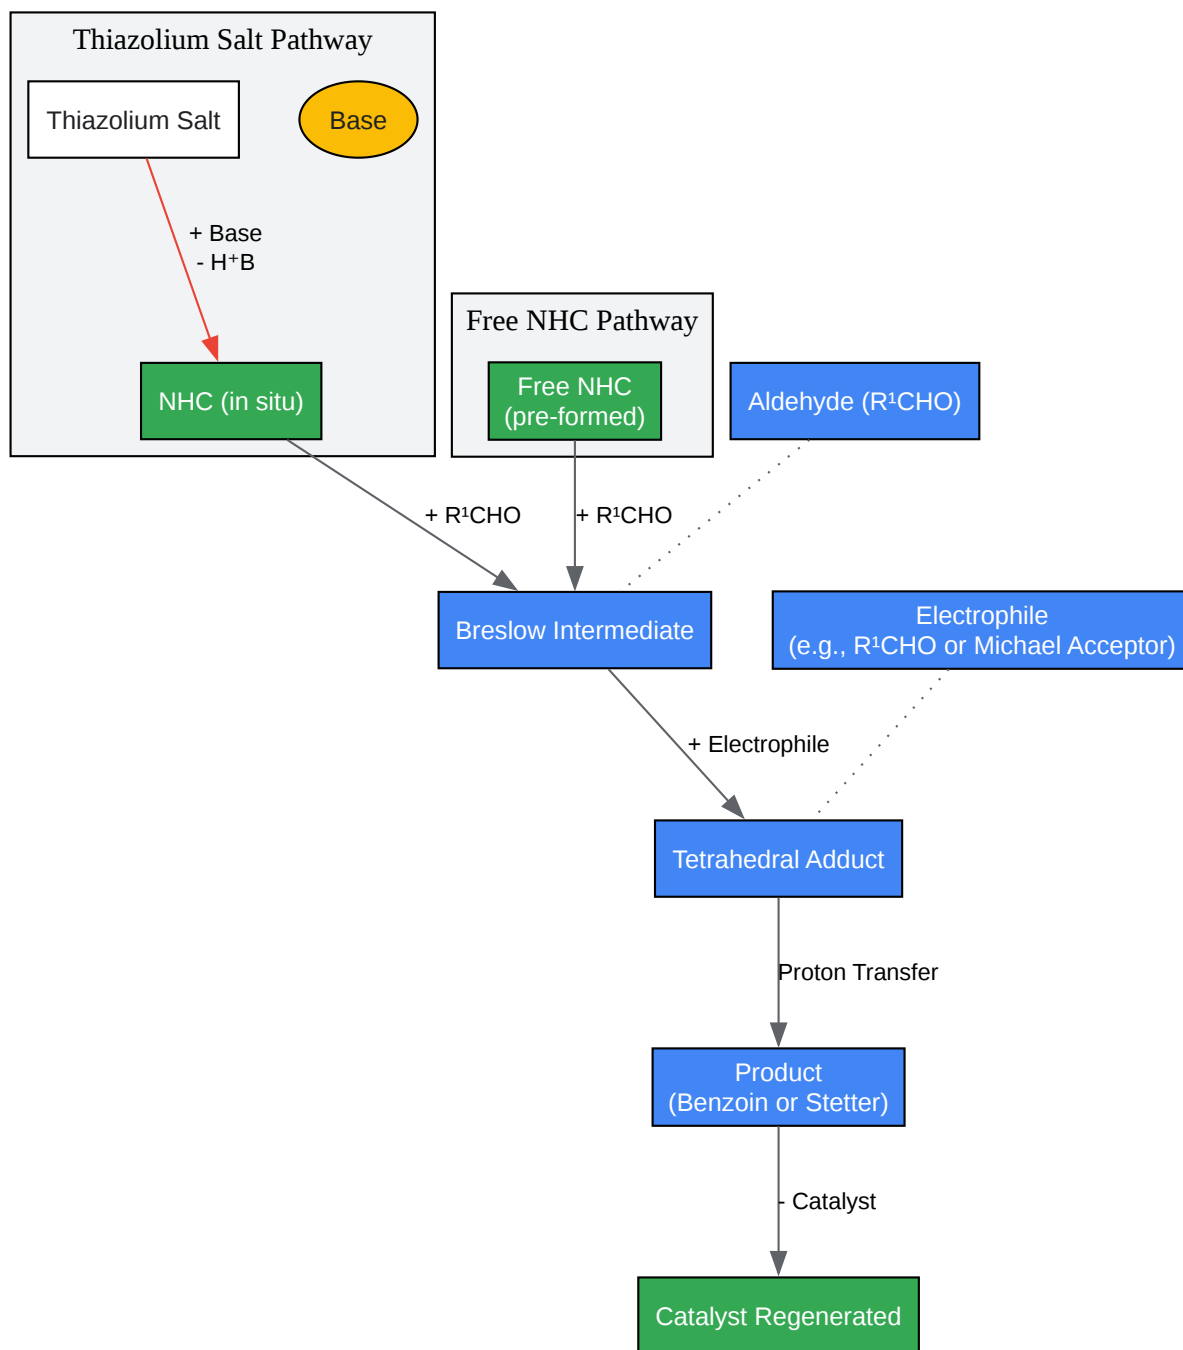 Thiazolium Salt Pathway
Thiazolium Salt
Base
+ Base
- H⁺B
Free NHC Pathway
NHC (in situ)
Free NHC
(pre-formed)
Aldehyde (R¹CHO)
+ R¹CHO
+ R¹CHO
Breslow Intermediate
Electrophile
(e.g., R¹CHO or Michael Acceptor)
+ Electrophile
Tetrahedral Adduct
Proton Transfer
Product
(Benzoin or Stetter)
- Catalyst
Catalyst Regenerated